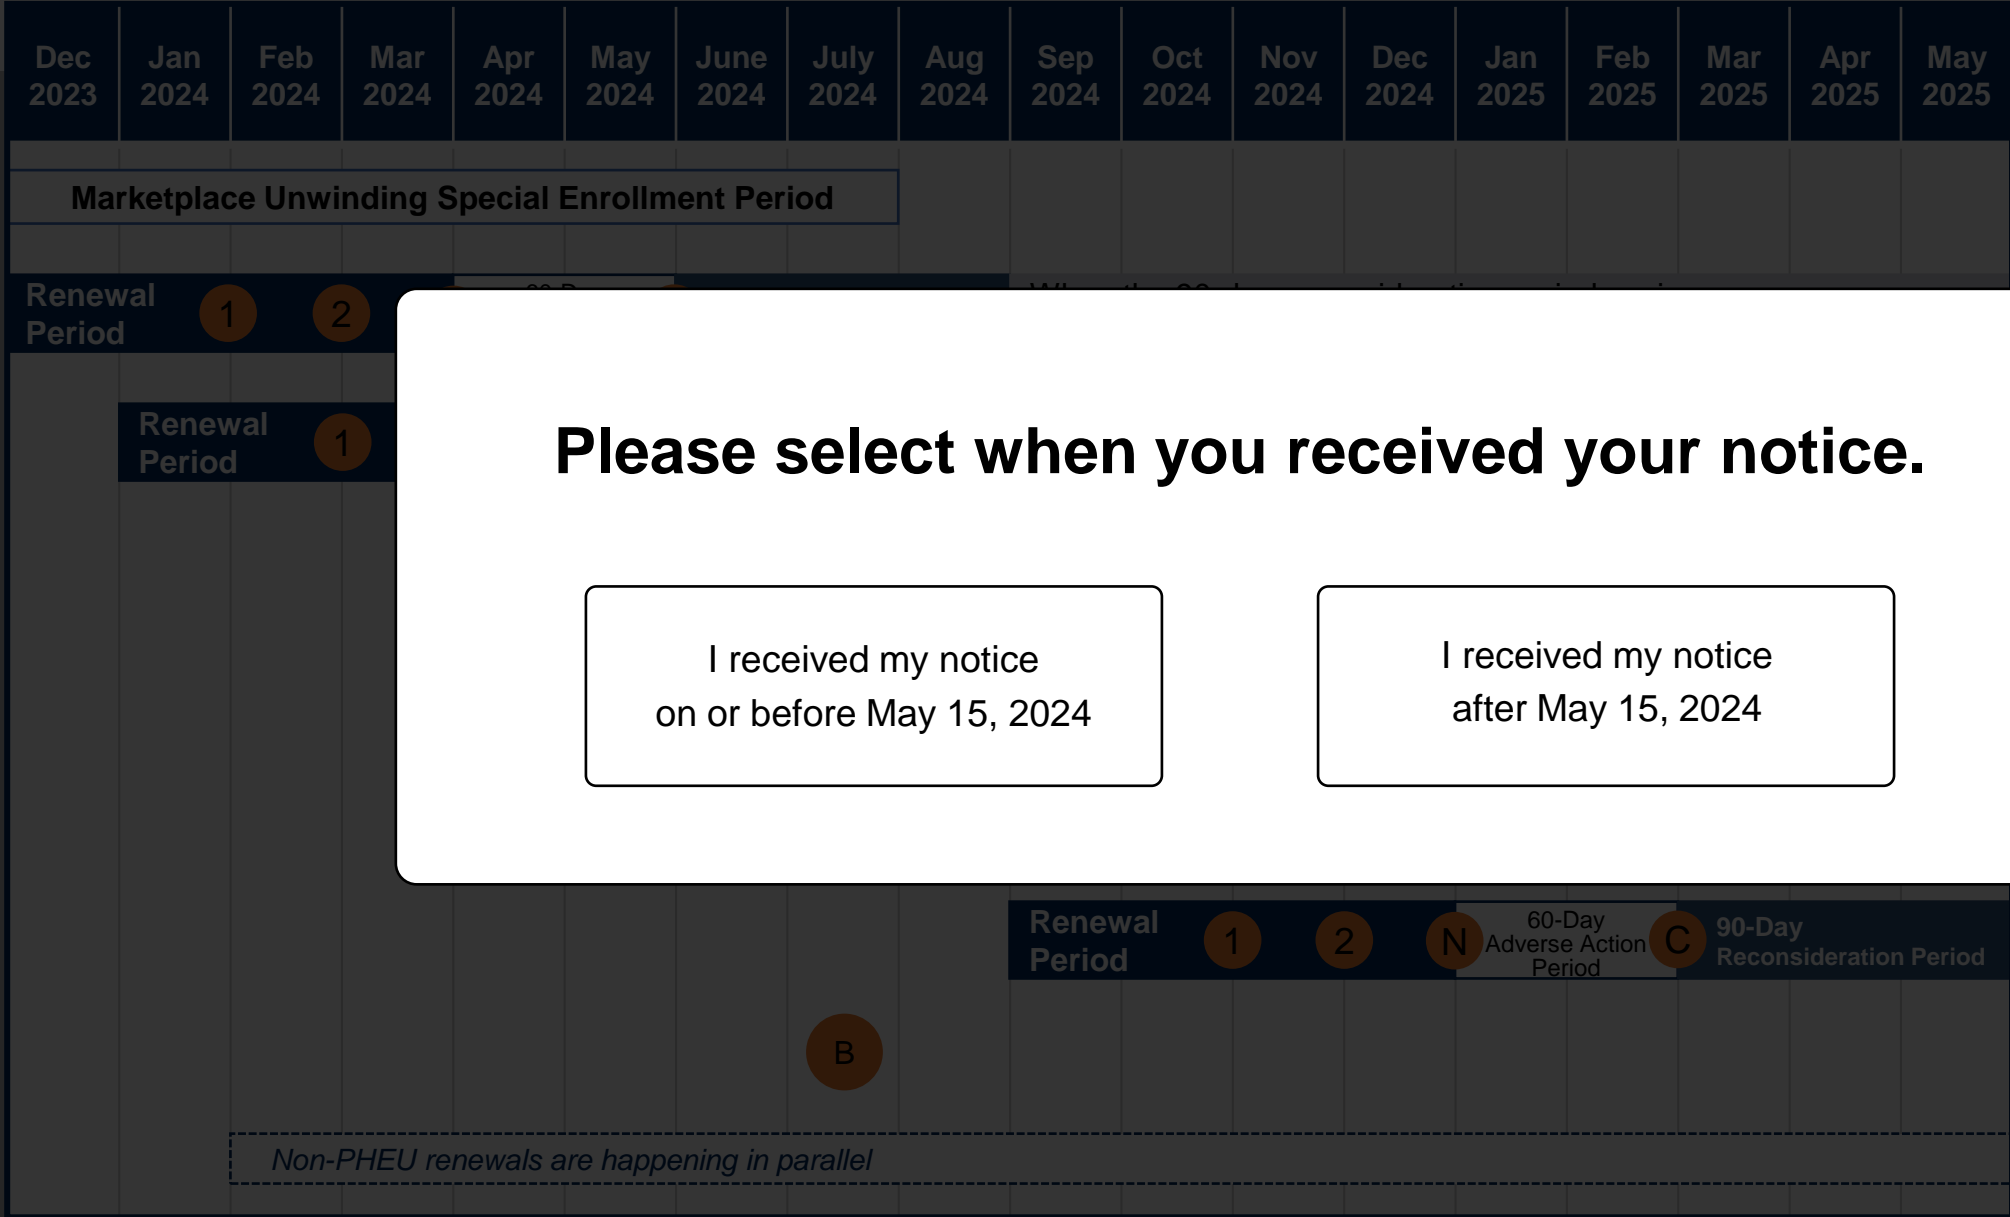 Dec 2023
Jan 2024
Feb 2024
Mar 2024
Apr 2024
May 2024
June 2024
July 2024
Aug 2024
Sep 2024
Oct 2024
Nov 2024
Dec 2024
Jan 2025
Feb 2025
Mar 2025
Apr 2025
May 2025
Marketplace Unwinding Special Enrollment Period
Renewal
Period
1
2
Renewal
Period
1
Please select when you received your notice.
I received my notice
on or before May 15, 2024
I received my notice
after May 15, 2024
Renewal
Period
1
2
N
60-Day
Adverse Action
Period
C
90-Day
Reconsideration Period
B
Non-PHEU renewals are happening in parallel